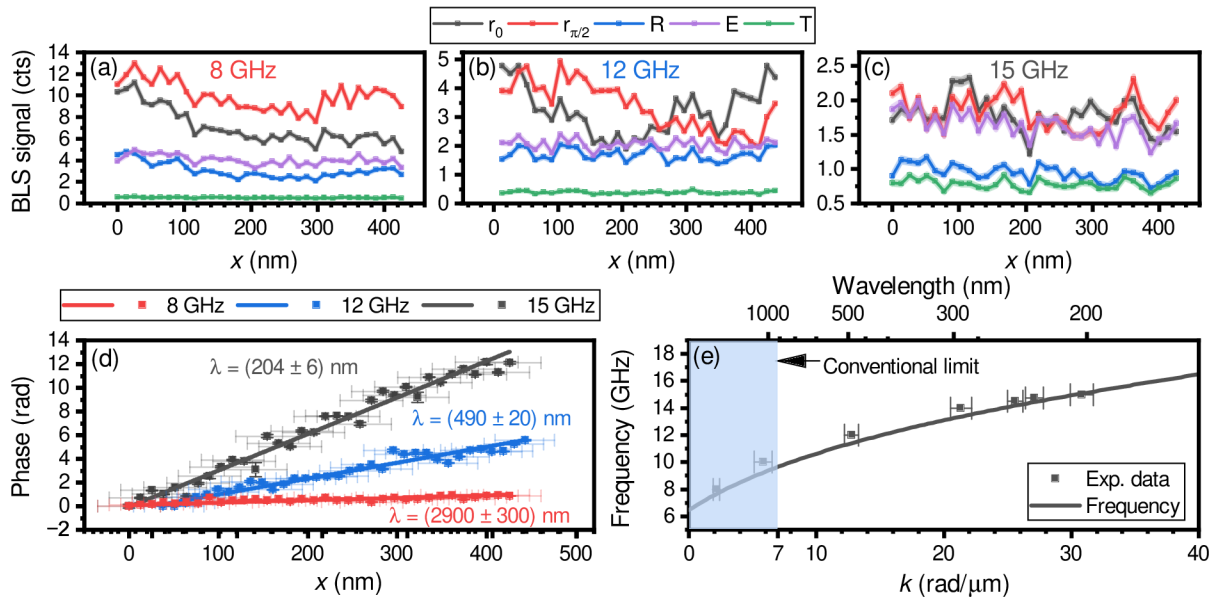 r₀ r_π/2 R E T
BLS signal (cts)
14
12
10
8
6
4
2
0
(a)
8 GHz
0 100 200 300 400
x (nm)
5
4
3
2
1
0
(b)
12 GHz
0 100 200 300 400
x (nm)
2.5
2.0
1.5
1.0
0.5
(c)
15 GHz
0 100 200 300 400
x (nm)
8 GHz 12 GHz 15 GHz
Phase (rad)
14
12
10
8
6
4
2
0
−2
(d)
λ = (204 ± 6) nm
λ = (490 ± 20) nm
λ = (2900 ± 300) nm
0 100 200 300 400 500
x (nm)
Wavelength (nm)
1000 500 300 200
Frequency (GHz)
18
16
14
12
10
8
6
(e)
Conventional limit
Exp. data
Frequency
0 7 10 20 30 40
k (rad/μm)